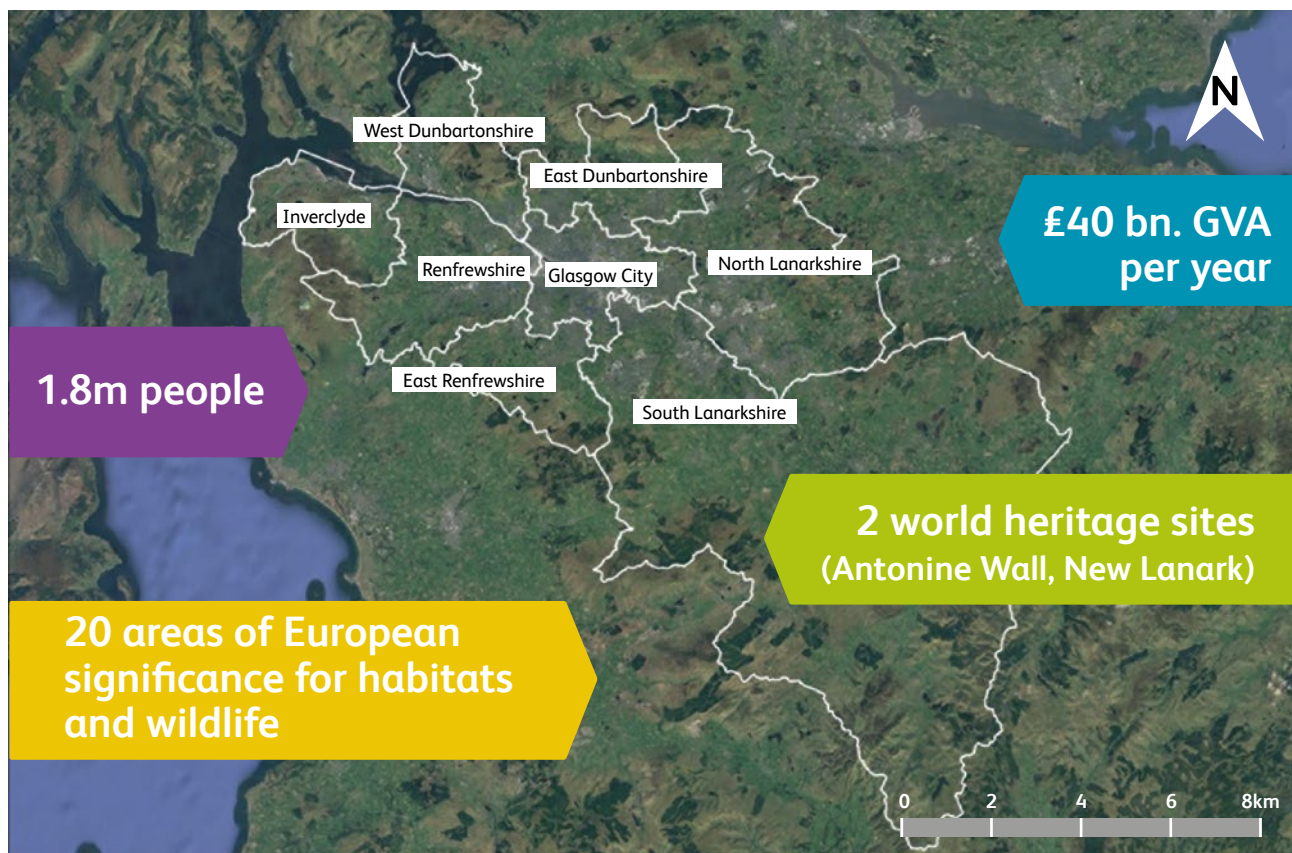 N
West Dunbartonshire
East Dunbartonshire
Inverclyde
Renfrewshire
Glasgow City
North Lanarkshire
£40 bn. GVA
per year
1.8m people
East Renfrewshire
South Lanarkshire
2 world heritage sites
(Antonine Wall, New Lanark)
20 areas of European
significance for habitats
and wildlife
0 2 4 6 8km